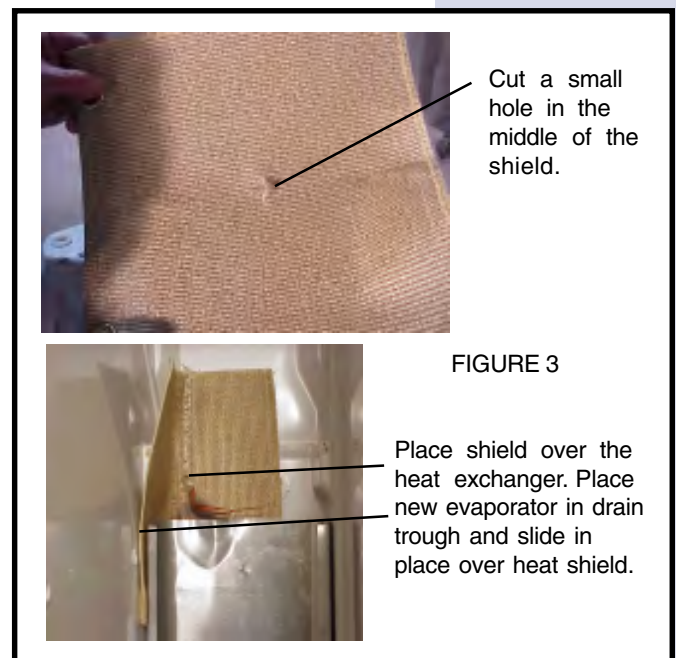 Cut a small
hole in the
middle of the
shield.
FIGURE 3
Place shield over the
heat exchanger. Place
new evaporator in drain
trough and slide in
place over heat shield.